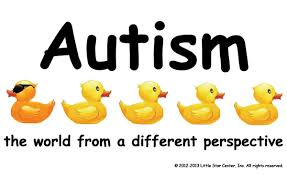 Autism
the world from a different perspective
© 2012-2013 Little Star Center, Inc. All rights reserved.